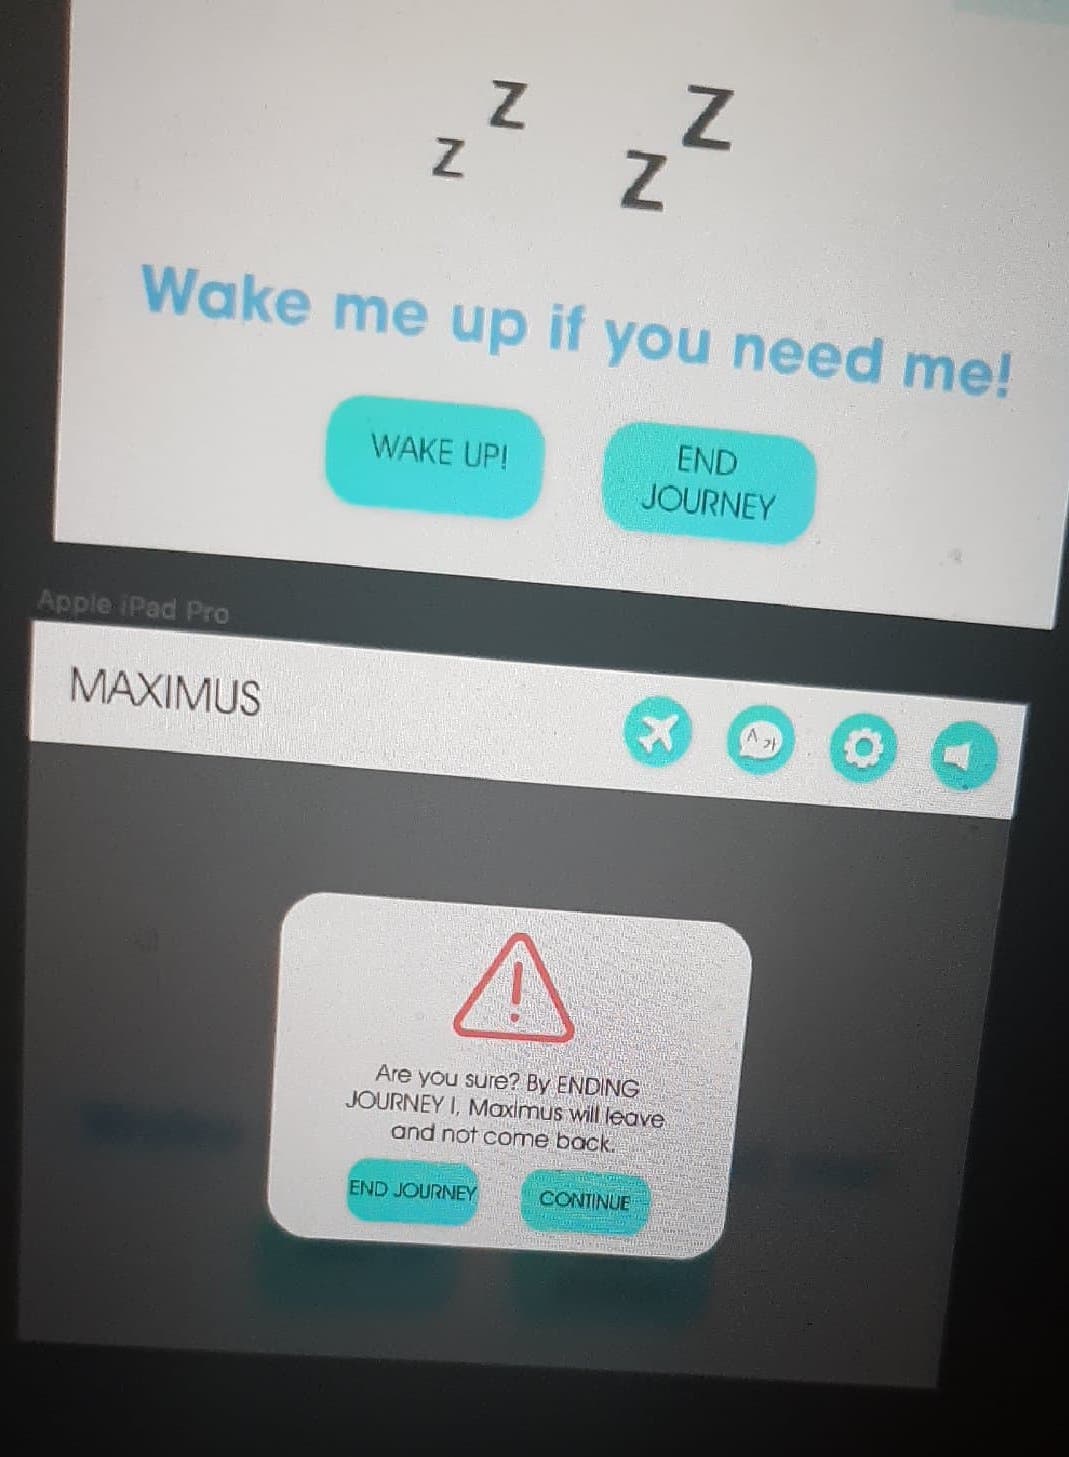 z z
z z
Wake me up if you need me!
WAKE UP!
END
JOURNEY
Apple iPad Pro
MAXIMUS
A 가
Are you sure? By ENDING
JOURNEY I, Maximus will leave
and not come back.
END JOURNEY
CONTINUE